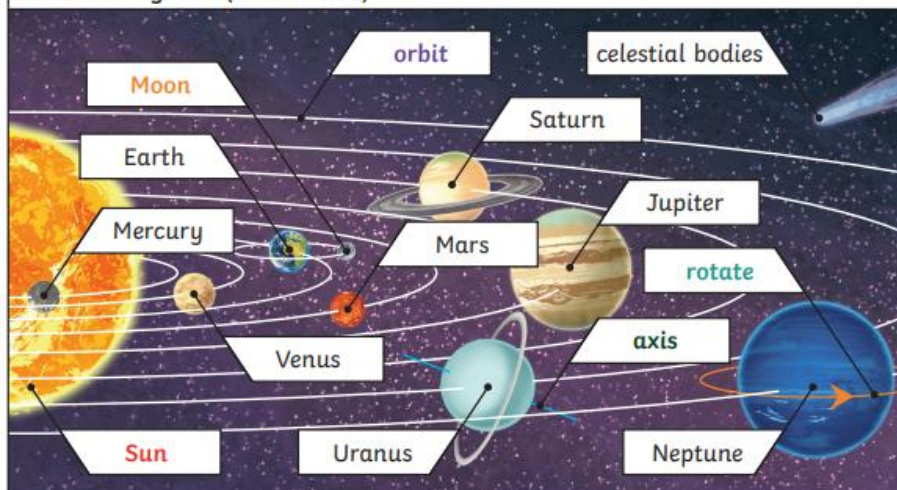 orbit
celestial bodies
Moon
Saturn
Earth
Jupiter
Mercury
Mars
rotate
axis
Venus
Sun
Uranus
Neptune